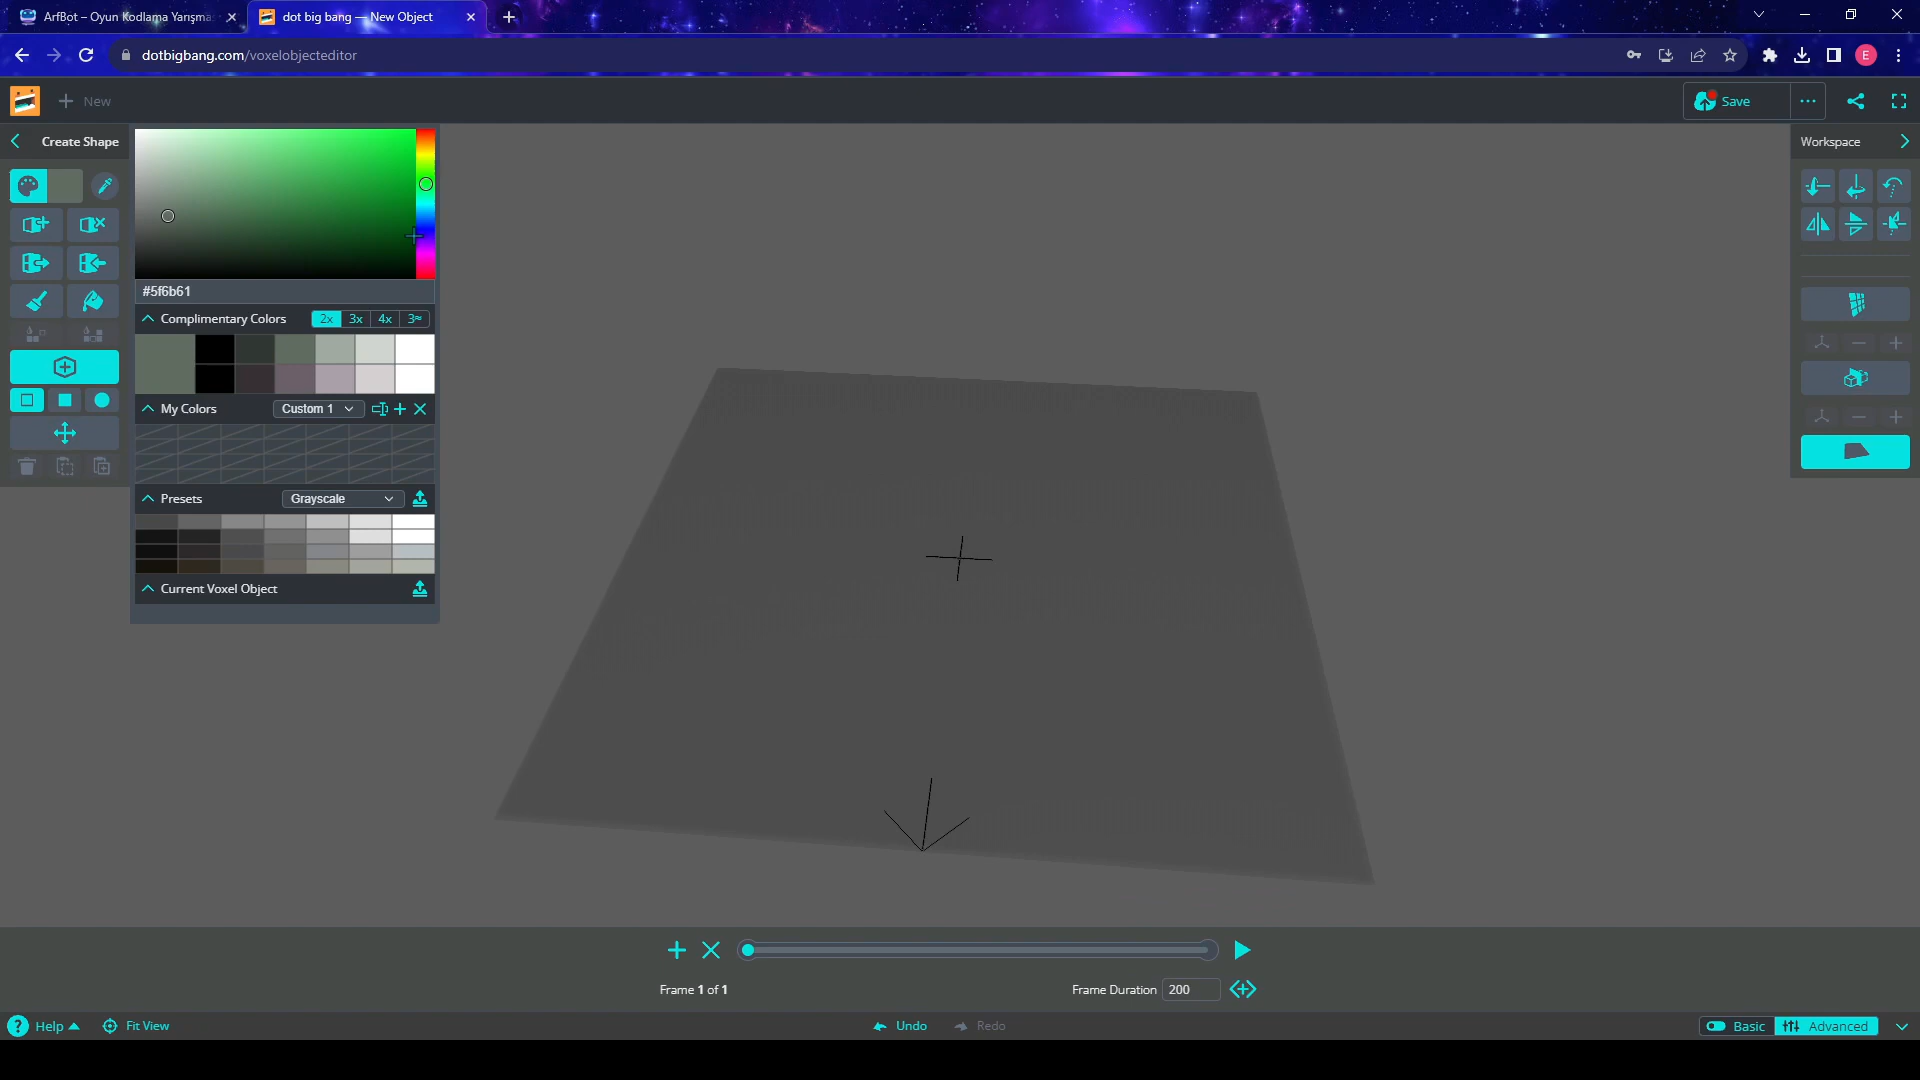 ArfBot – Oyun Kodlama Yarışma
dot big bang — New Object
dotbigbang.com/voxelobjecteditor
E
New
Save
Create Shape
Workspace
#5f6b61
Complimentary Colors
2x
3x
4x
3≈
My Colors
Custom 1
Presets
Grayscale
Current Voxel Object
Frame 1 of 1
Frame Duration
200
? Help
Fit View
Undo
Redo
Basic
Advanced